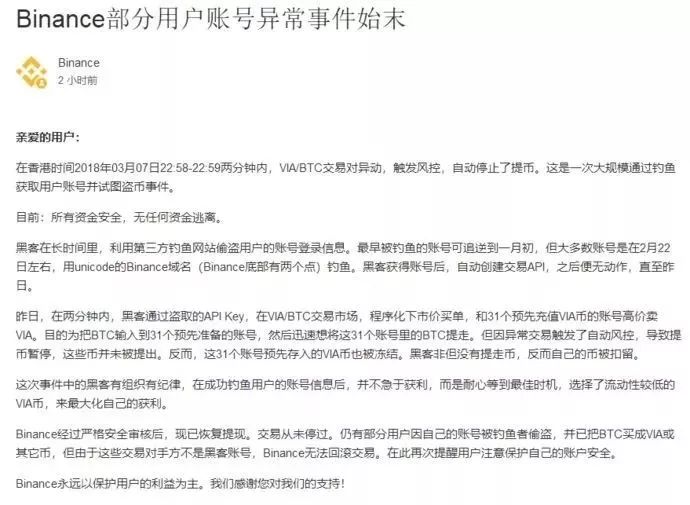 Binance部分用户账号异常事件始末
Binance
2 小时前
亲爱的用户：
在香港时间2018年03月07日22:58-22:59两分钟内，VIA/BTC交易对异动，触发风控，自动停止了提币。这是一次大规模通过钓鱼
获取用户账号并试图盗币事件。
目前：所有资金安全，无任何资金逃离。
黑客在长时间里，利用第三方钓鱼网站偷盗用户的账号登录信息。最早被钓鱼的账号可追述到一月初，但大多数账号是在2月22
日左右，用unicode的Binance域名（Binance底部有两个点）钓鱼。黑客获得账号后，自动创建交易API，之后便无动作，直至昨
日。
昨日，在两分钟内，黑客通过盗取的API Key，在VIA/BTC交易市场，程序化下市价买单，和31个预先充值VIA币的账号高价卖
VIA。目的为把BTC输入到31个预先准备的账号，然后迅速想将这31个账号里的BTC提走。但因异常交易触发了自动风控，导致提
币暂停，这些币并未被提出。反而，这31个账号预先存入的VIA币也被冻结。黑客非但没有提走币，反而自己的币被扣留。
这次事件中的黑客有组织有纪律，在成功钓鱼用户的账号信息后，并不急于获利，而是耐心等到最佳时机，选择了流动性较低的
VIA币，来最大化自己的获利。
Binance经过严格安全审核后，现已恢复提现。交易从未停过。仍有部分用户因自己的账号被钓鱼者偷盗，并已把BTC买成VIA或
其它币，但由于这些交易对手方不是黑客账号，Binance无法回滚交易。在此再次提醒用户注意保护自己的账户安全。
Binance永远以保护用户的利益为主。我们感谢您对我们的支持！